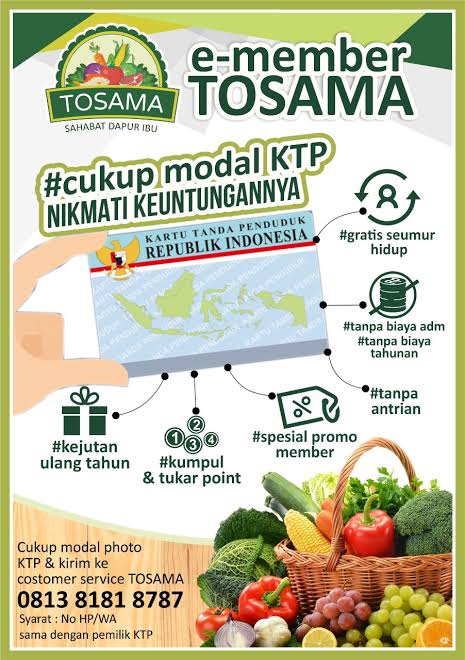 TOSAMA
SAHABAT DAPUR IBU
e-member
TOSAMA
#cukup modal KTP
NIKMATI KEUNTUNGANNYA
KARTU TANDA PENDUDUK
REPUBLIK INDONESIA
#gratis seumur
hidup
#tanpa biaya adm
#tanpa biaya
tahunan
#tanpa
antrian
#spesial promo
member
1 2 3 4
#kumpul
& tukar point
#kejutan
ulang tahun
Cukup modal photo
KTP & kirim ke
costomer service TOSAMA
0813 8181 8787
Syarat : No HP/WA
sama dengan pemilik KTP